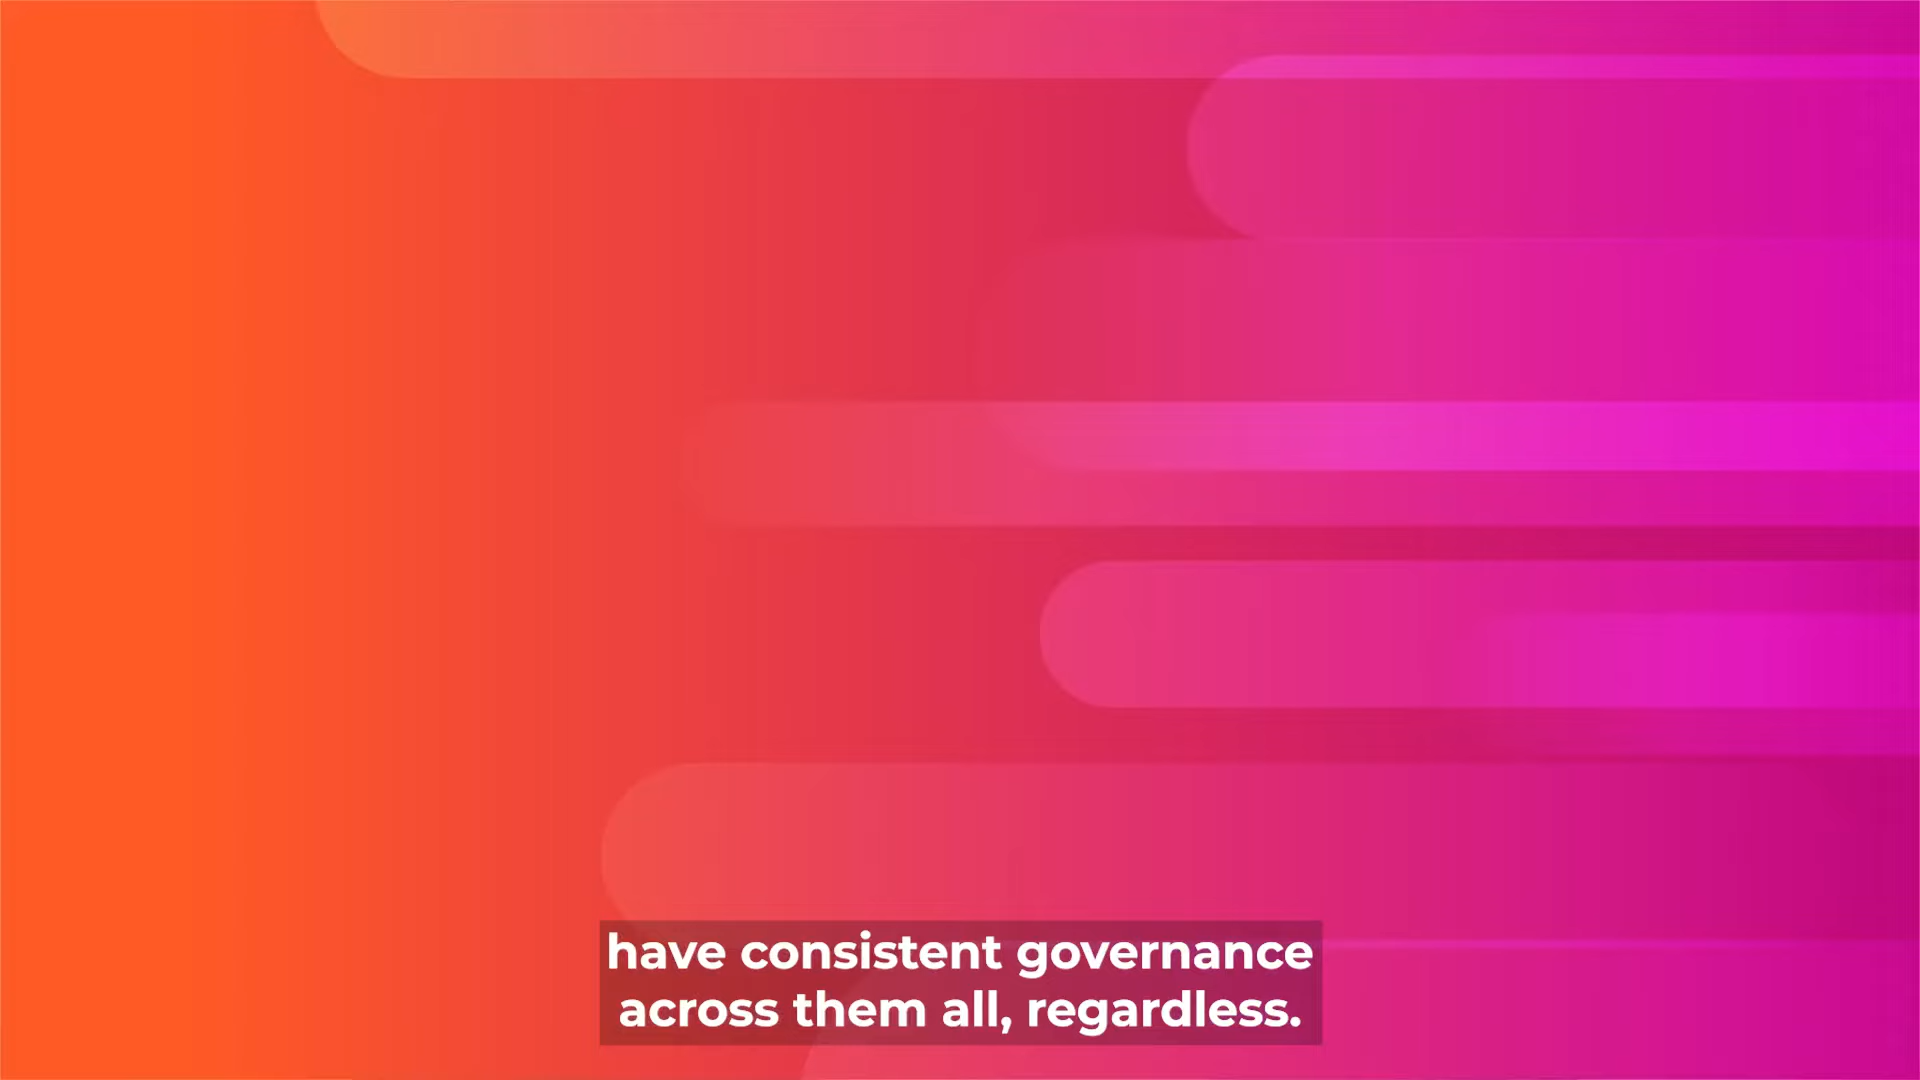 have consistent governance
across them all, regardless.